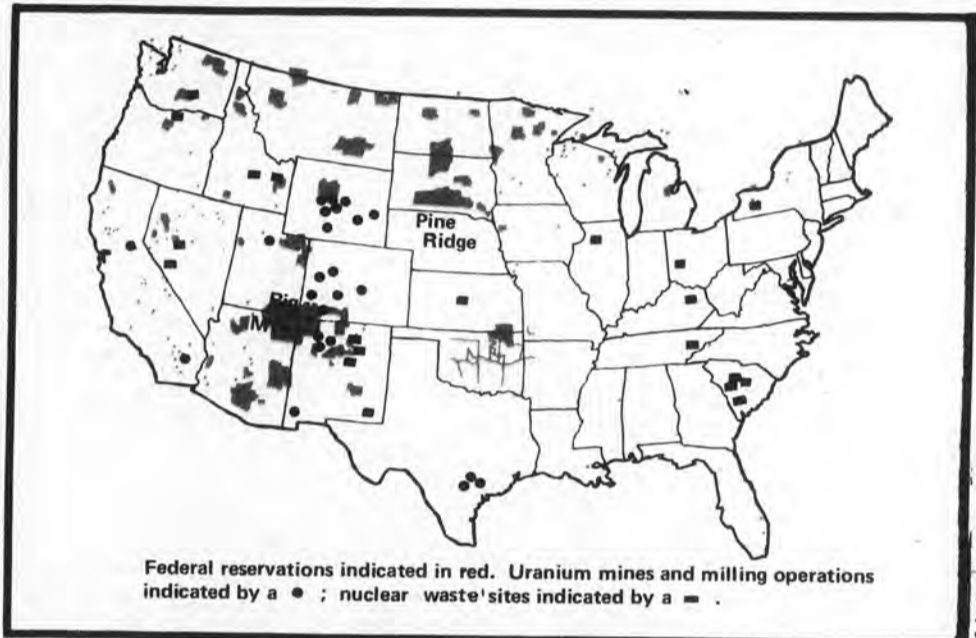 Pine
Ridge
Federal reservations indicated in red. Uranium mines and milling operations
indicated by a ● ; nuclear waste sites indicated by a ▬ .